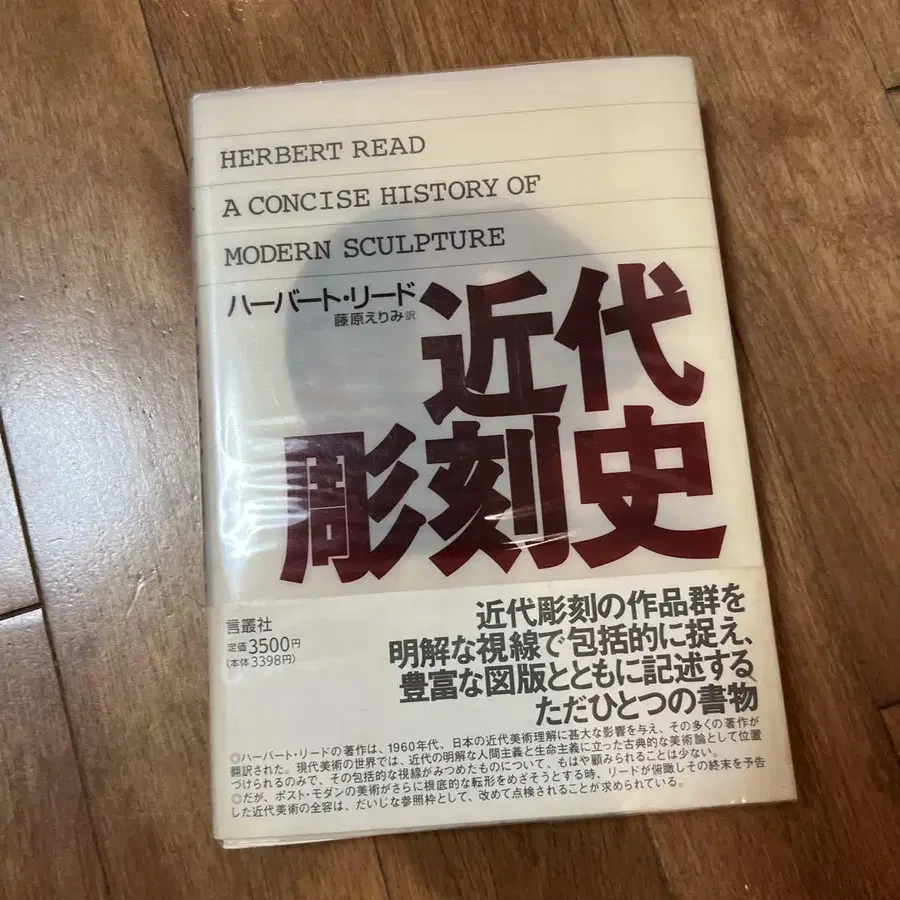 HERBERT READ
A CONCISE HISTORY OF
MODERN SCULPTURE
ハーバート・リード
藤原えりみ訳
近代
彫刻史
言叢社
定価3500円
(本体3398円)
近代彫刻の作品群を
明解な視線で包括的に捉え、
豊富な図版とともに記述する
ただひとつの書物
◎ハーバート・リードの著作は、1960年代、日本の近代美術理解に甚大な影響を与え、その多くの著作が
翻訳された。現代美術の世界では、近代の明解な人間主義と生命主義に立った古典的な美術論として位置
づけられるのみで、その包括的な視線がみつめたものについて、もはや顧みられることは少ない。
◎だが、ポスト・モダンの美術がさらに根底的な転形をめざそうとする時、リードが俯瞰しその終末を予告
した近代美術の全容は、だいじな参照枠として、改めて点検されることが求められている。